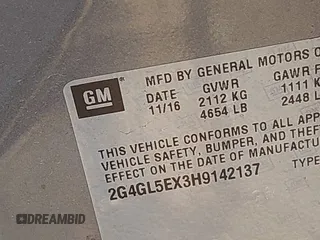 GM
MFD BY GENERAL MOTORS O
DATE GVWR GAWR F
11/16 2112 KG 1111 K
4654 LB 2448 L
THIS VEHICLE CONFORMS TO ALL APP
VEHICLE SAFETY, BUMPER, AND THEF
EFFECT ON THE DATE OF MANUFACTU
2G4GL5EX3H9142137 TYPE
DREAMBID